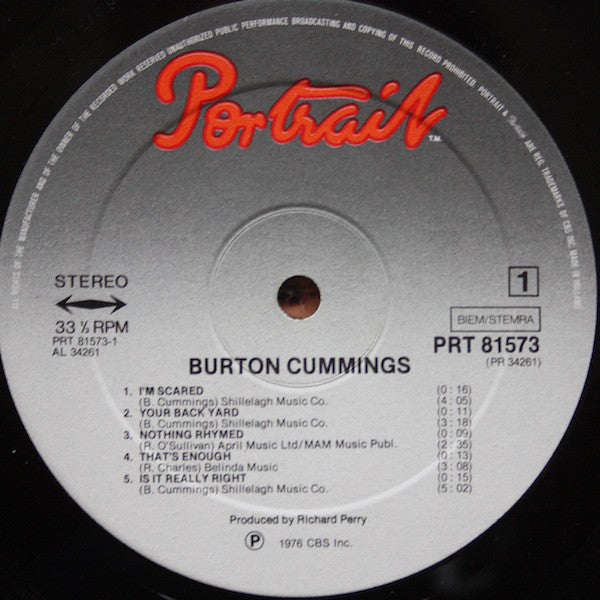 ALL RIGHTS OF THE MANUFACTURER AND OF THE OWNER OF THE RECORDED WORK RESERVED UNAUTHORIZED PUBLIC PERFORMANCE BROADCASTING AND COPYING OF THIS RECORD PROHIBITED. PORTRAIT & Portrait ARE REG. TRADEMARKS OF CBS INC. MADE IN HOLLAND
Portrait
T.M.
STEREO
1
33 ⅓ RPM
BIEM/STEMRA
PRT 81573-1
PRT 81573
AL 34261
(PR 34261)
BURTON CUMMINGS
1. I'M SCARED (0 : 16)
(B. Cummings) Shillelagh Music Co. (4 : 05)
2. YOUR BACK YARD (0 : 11)
(B. Cummings) Shillelagh Music Co. (3 : 18)
3. NOTHING RHYMED (0 : 09)
(R. O'Sullivan) April Music Ltd/MAM Music Publ. (2 : 35)
4. THAT'S ENOUGH (0 : 13)
(R. Charles) Belinda Music (3 : 08)
5. IS IT REALLY RIGHT (0 : 15)
(B. Cummings) Shillelagh Music Co. (5 : 02)
Produced by Richard Perry
℗ 1976 CBS Inc.